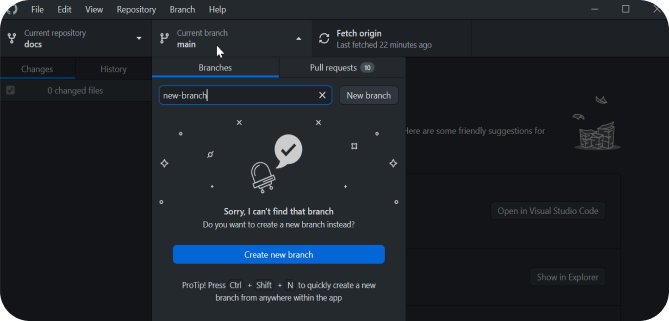 File Edit View Repository Branch Help
Current repository
docs
Current branch
main
Fetch origin
Last fetched 22 minutes ago
Changes
History
Branches
Pull requests 10
0 changed files
new-branch
New branch
Here are some friendly suggestions for
Sorry, I can't find that branch
Do you want to create a new branch instead?
Open in Visual Studio Code
Create new branch
Show in Explorer
ProTip! Press Ctrl + Shift + N to quickly create a new
branch from anywhere within the app